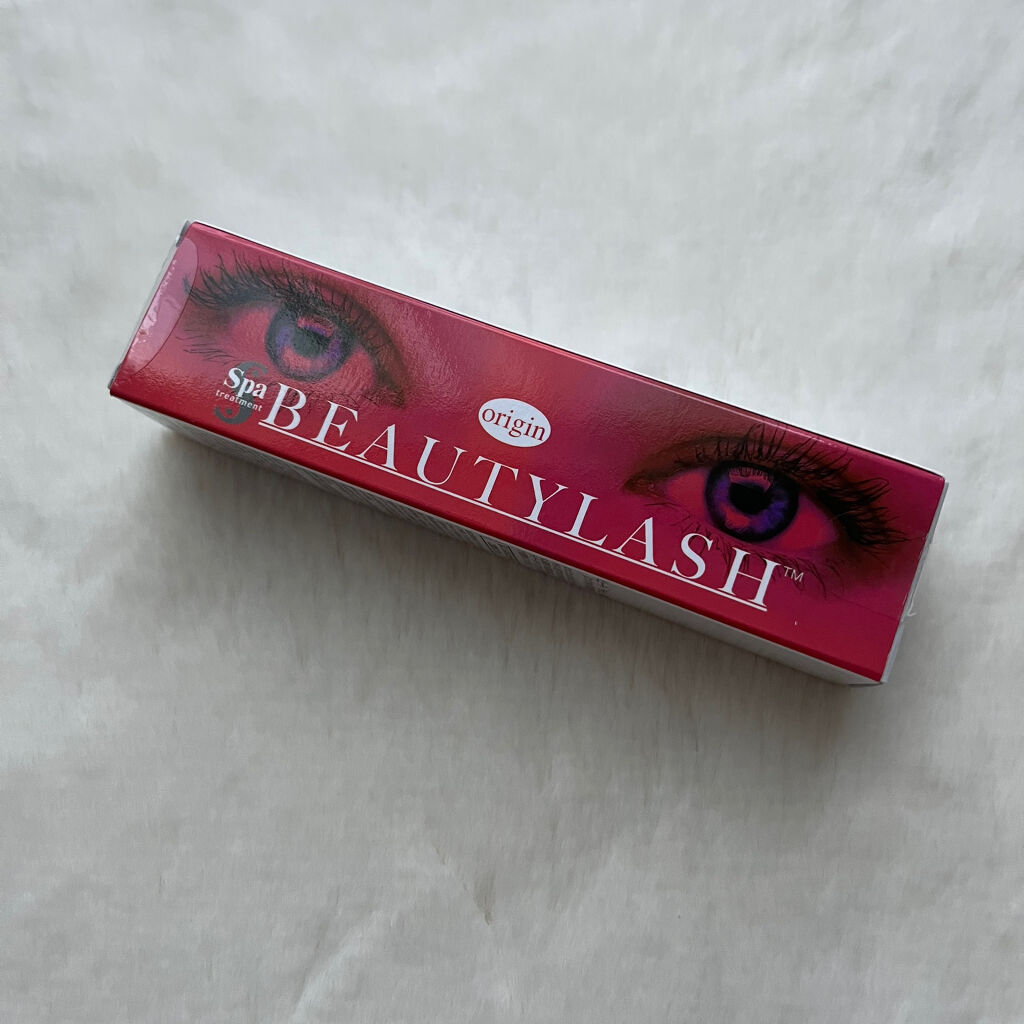 Spa
treatment
origin
BEAUTYLASH™